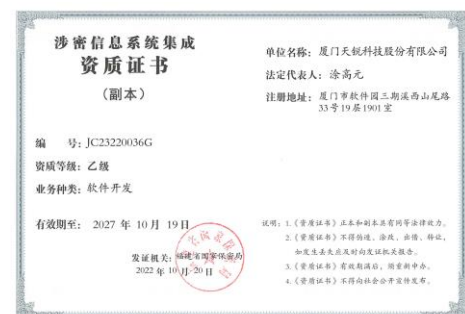 涉密信息系统集成
资质证书
（副本）
编 号：JC23220036G
资质等级：乙级
业务种类：软件开发
有效期至： 2027 年 10 月 19 日
发证机关：福建省国家保密局
2022 年 10 月 20 日
单位名称：厦门天锐科技股份有限公司
法定代表人：涂高元
注册地址：厦门市软件园三期溪西山尾路
33号19层1901室
说明：1.《资质证书》正本和副本具有同等法律效力。
2.《资质证书》不得伪造、涂改、出借、转让，
如发生丢失应及时向发证机关报告。
3.《资质证书》有效期满后，须重新申办。
4.《资质证书》不得向社会公开宣传发布。